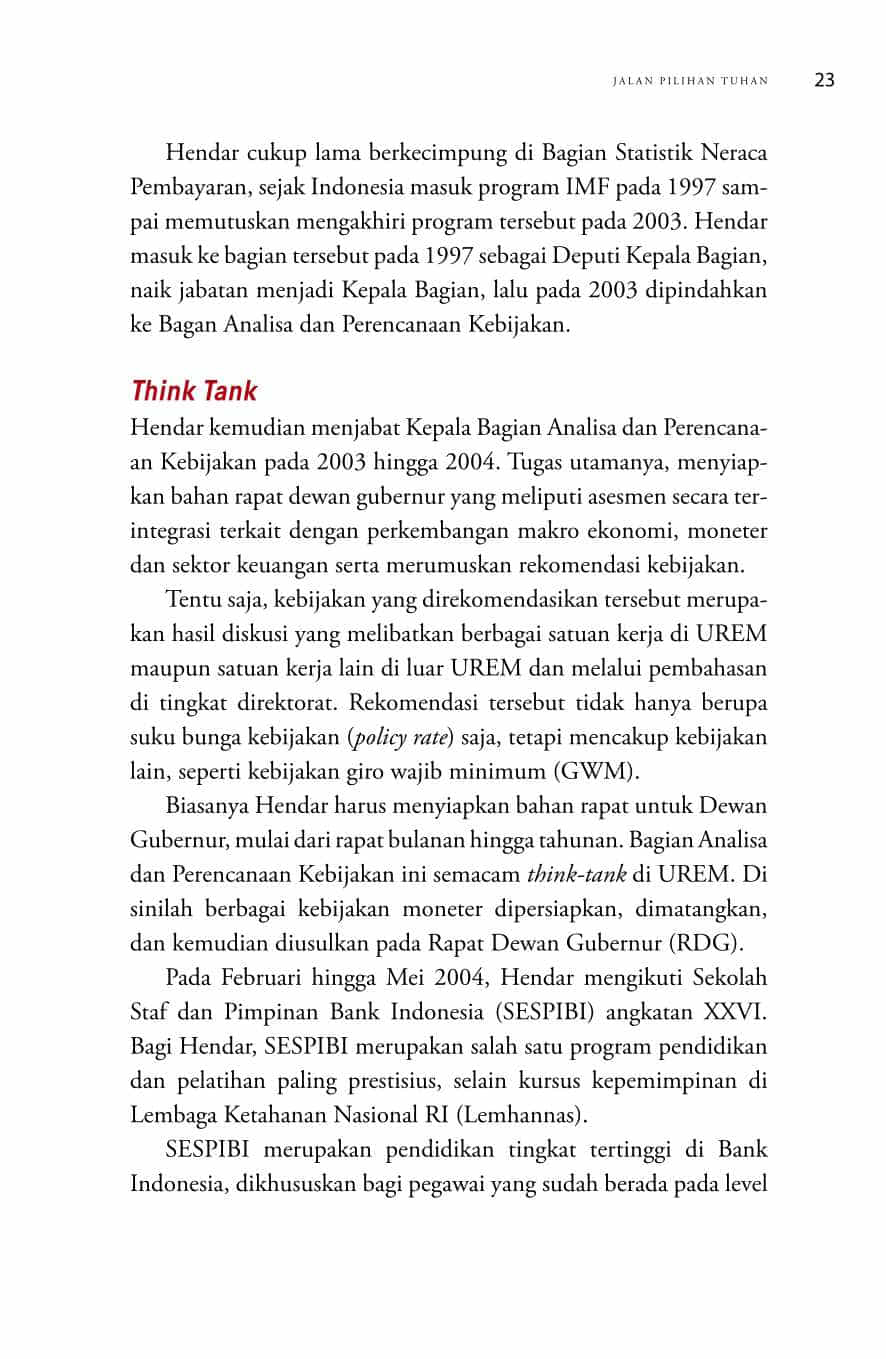 JALAN PILIHAN TUHAN 23
Hendar cukup lama berkecimpung di Bagian Statistik Neraca
Pembayaran, sejak Indonesia masuk program IMF pada 1997 sam-
pai memutuskan mengakhiri program tersebut pada 2003. Hendar
masuk ke bagian tersebut pada 1997 sebagai Deputi Kepala Bagian,
naik jabatan menjadi Kepala Bagian, lalu pada 2003 dipindahkan
ke Bagan Analisa dan Perencanaan Kebijakan.
Think Tank
Hendar kemudian menjabat Kepala Bagian Analisa dan Perencana-
an Kebijakan pada 2003 hingga 2004. Tugas utamanya, menyiap-
kan bahan rapat dewan gubernur yang meliputi asesmen secara ter-
integrasi terkait dengan perkembangan makro ekonomi, moneter
dan sektor keuangan serta merumuskan rekomendasi kebijakan.
Tentu saja, kebijakan yang direkomendasikan tersebut merupa-
kan hasil diskusi yang melibatkan berbagai satuan kerja di UREM
maupun satuan kerja lain di luar UREM dan melalui pembahasan
di tingkat direktorat. Rekomendasi tersebut tidak hanya berupa
suku bunga kebijakan (policy rate) saja, tetapi mencakup kebijakan
lain, seperti kebijakan giro wajib minimum (GWM).
Biasanya Hendar harus menyiapkan bahan rapat untuk Dewan
Gubernur, mulai dari rapat bulanan hingga tahunan. Bagian Analisa
dan Perencanaan Kebijakan ini semacam think-tank di UREM. Di
sinilah berbagai kebijakan moneter dipersiapkan, dimatangkan,
dan kemudian diusulkan pada Rapat Dewan Gubernur (RDG).
Pada Februari hingga Mei 2004, Hendar mengikuti Sekolah
Staf dan Pimpinan Bank Indonesia (SESPIBI) angkatan XXVI.
Bagi Hendar, SESPIBI merupakan salah satu program pendidikan
dan pelatihan paling prestisius, selain kursus kepemimpinan di
Lembaga Ketahanan Nasional RI (Lemhannas).
SESPIBI merupakan pendidikan tingkat tertinggi di Bank
Indonesia, dikhususkan bagi pegawai yang sudah berada pada level